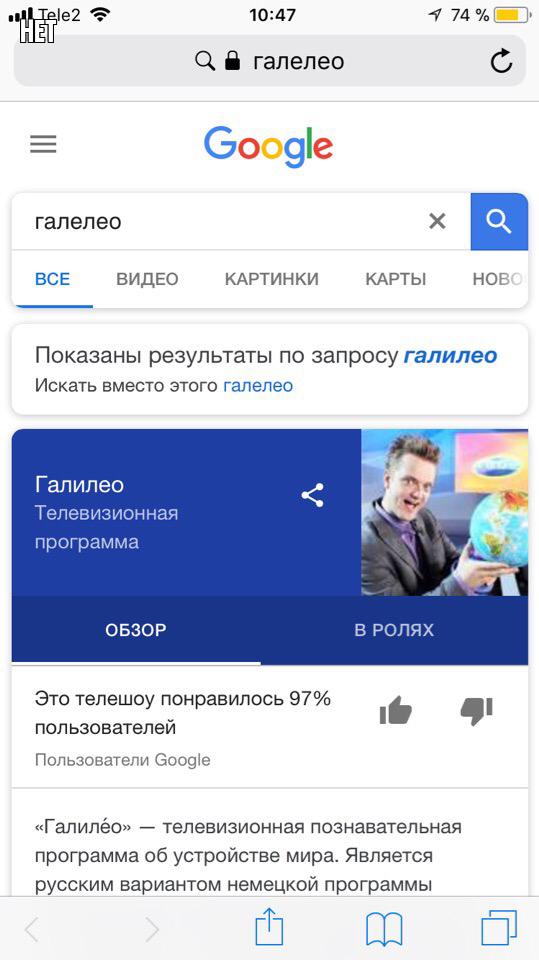 Tele2 10:47 74 %
НЕТ
галелео
Google
галелео
ВСЕ ВИДЕО КАРТИНКИ КАРТЫ НОВО
Показаны результаты по запросу галилео
Искать вместо этого галелео
Галилео
Телевизионная
программа
ОБЗОР В РОЛЯХ
Это телешоу понравилось 97%
пользователей
Пользователи Google
«Галиле́о» — телевизионная познавательная
программа об устройстве мира. Является
русским вариантом немецкой программы